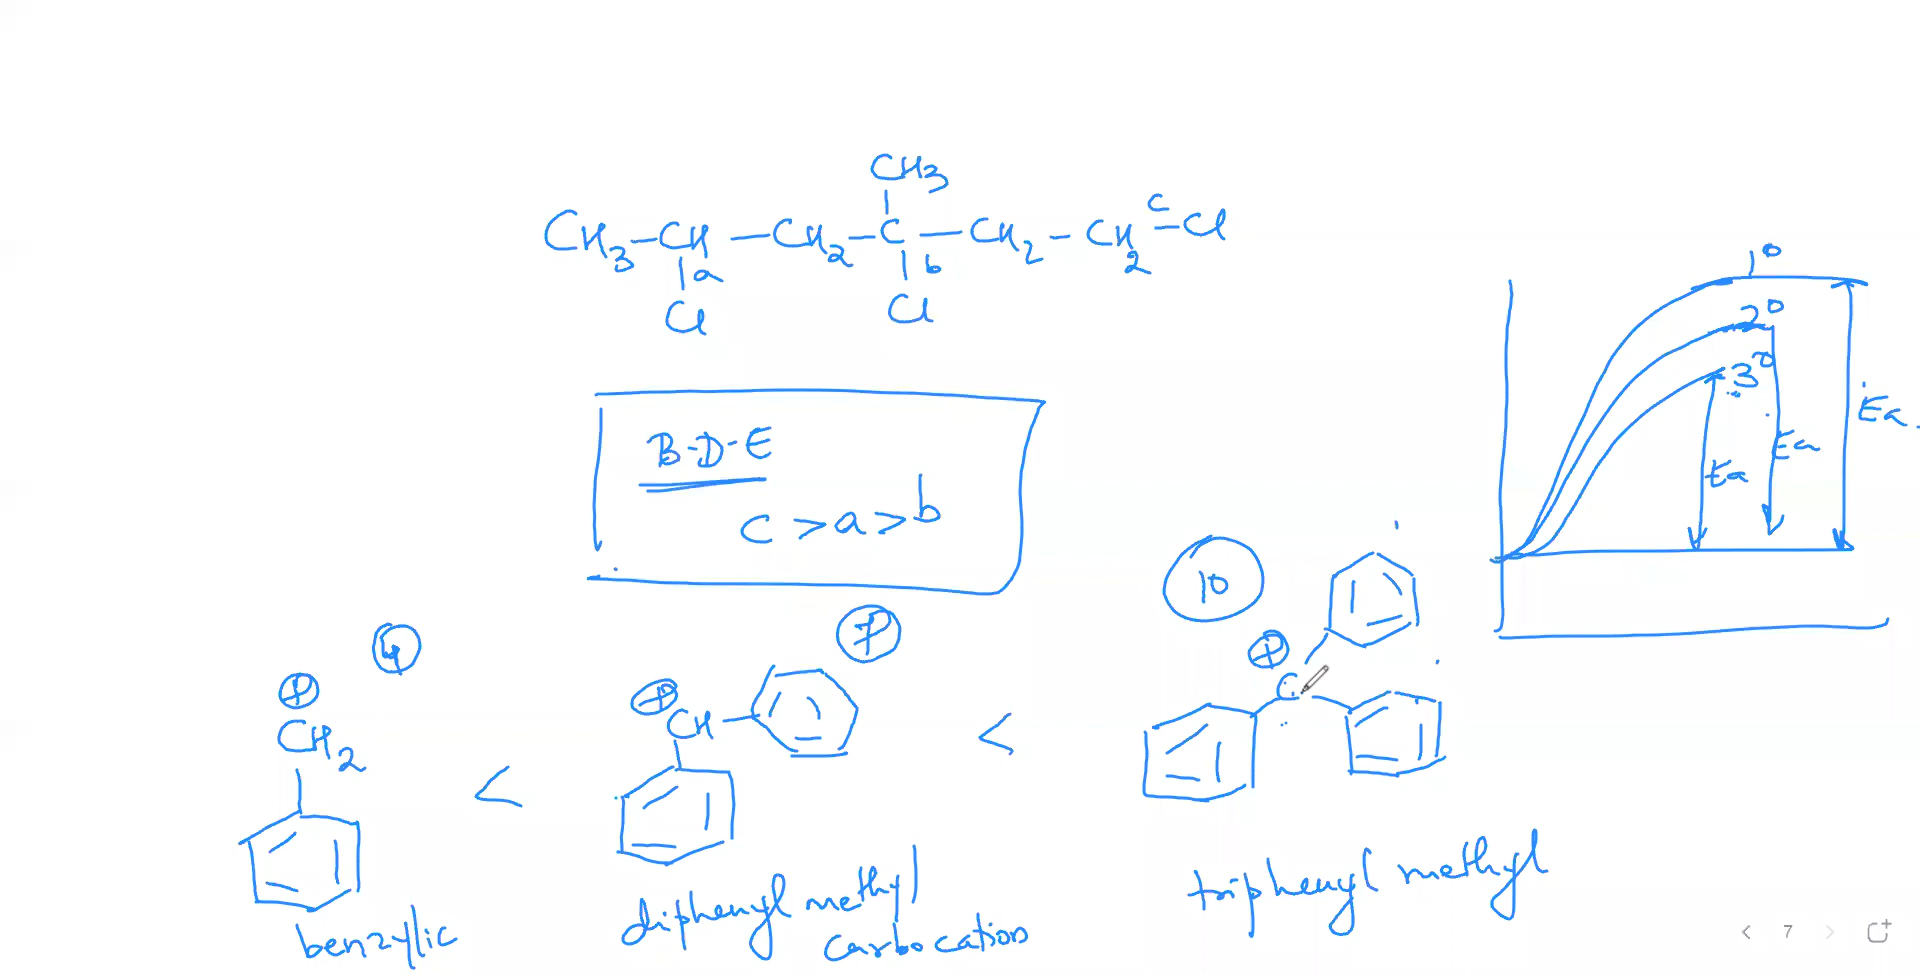 CH3
CH3-CH-CH2-C-CH2-CH2-Cl
a b c
Cl Cl
B-D-E
c > a > b
1°
2°
3°
Ea
Ea
Ea
4
7
10
⊕ ⊕ ⊕
CH2 < CH < C
benzylic
diphenyl methyl
carbocation
triphenyl methyl
7